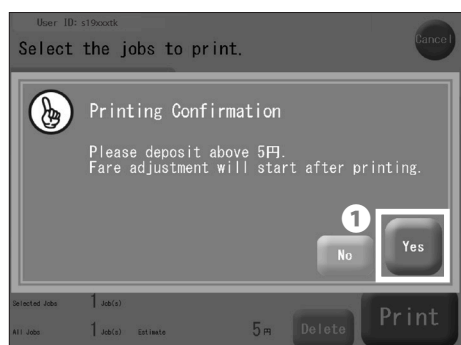 User ID: s19xxxtk
Select the jobs to print.
Cancel
Printing Confirmation
Please deposit above 5円.
Fare adjustment will start after printing.
1
No
Yes
Selected Jobs 1 Job(s)
All Jobs 1 Job(s) Estimate 5円
Delete
Print